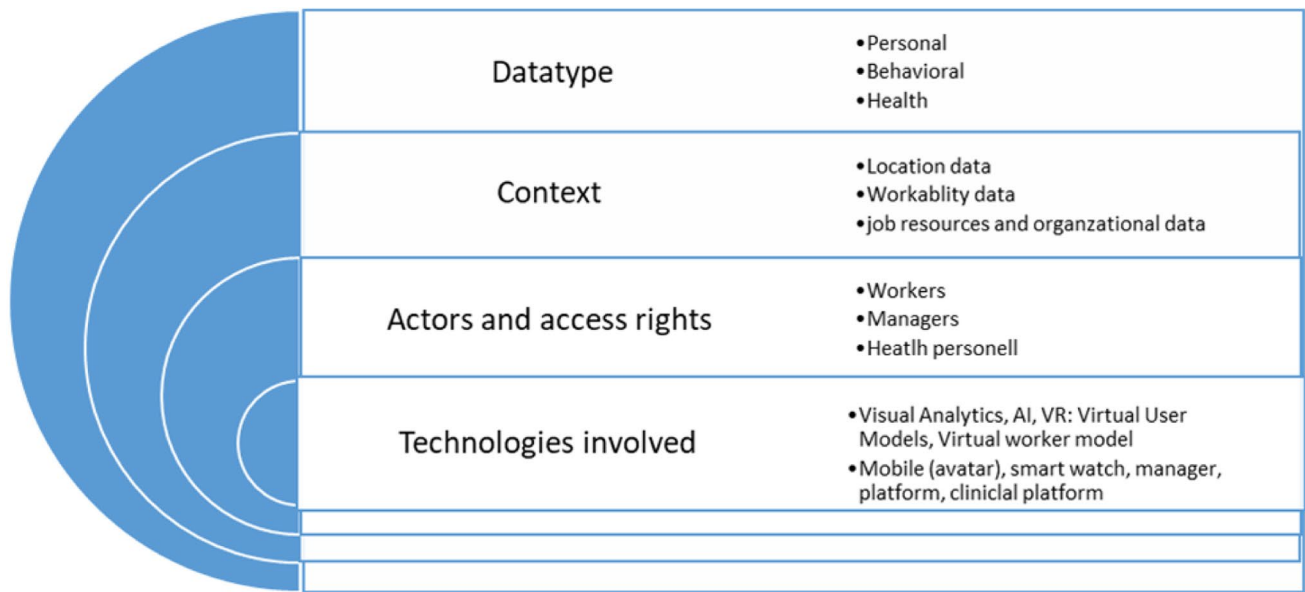 Datatype
•Personal
•Behavioral
•Health
Context
•Location data
•Workablity data
•job resources and organzational data
Actors and access rights
•Workers
•Managers
•Heatlh personell
Technologies involved
•Visual Analytics, AI, VR: Virtual User
Models, Virtual worker model
•Mobile (avatar), smart watch, manager,
platform, cliniclal platform